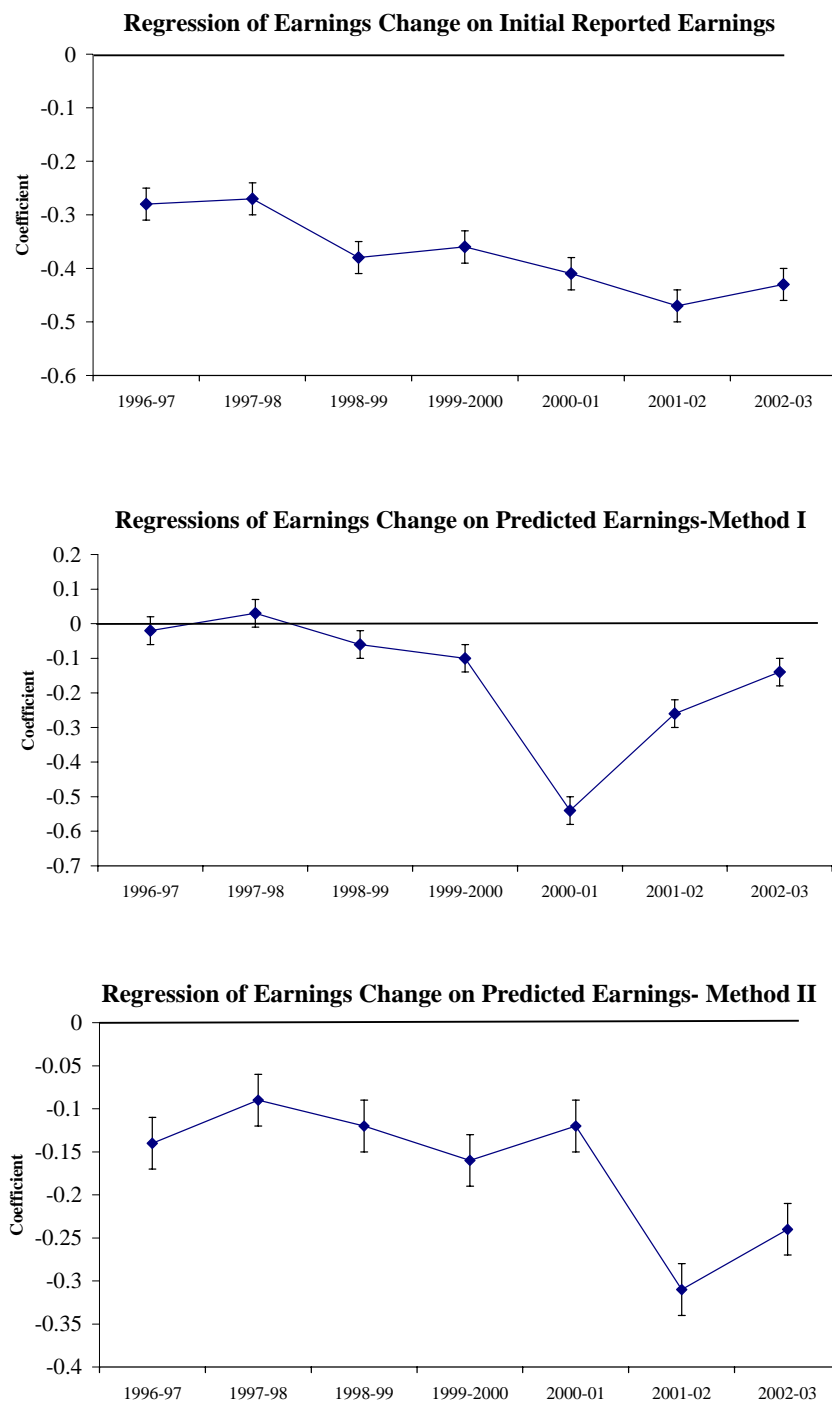 Regression of Earnings Change on Initial Reported Earnings
0
-0.1
-0.2
-0.3
-0.4
-0.5
-0.6
Coefficient
1996-97 1997-98 1998-99 1999-2000 2000-01 2001-02 2002-03
Regressions of Earnings Change on Predicted Earnings-Method I
0.2
0.1
0
-0.1
-0.2
-0.3
-0.4
-0.5
-0.6
-0.7
Coefficient
1996-97 1997-98 1998-99 1999-2000 2000-01 2001-02 2002-03
Regression of Earnings Change on Predicted Earnings- Method II
0
-0.05
-0.1
-0.15
-0.2
-0.25
-0.3
-0.35
-0.4
Coefficient
1996-97 1997-98 1998-99 1999-2000 2000-01 2001-02 2002-03